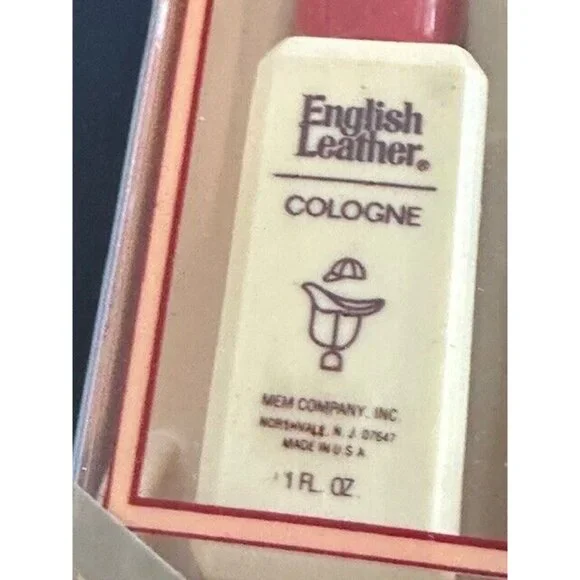 English
Leather®
COLOGNE
MEM COMPANY, INC.
NORTHVALE, N. J. 07647
MADE IN U S A
1 FL. OZ.